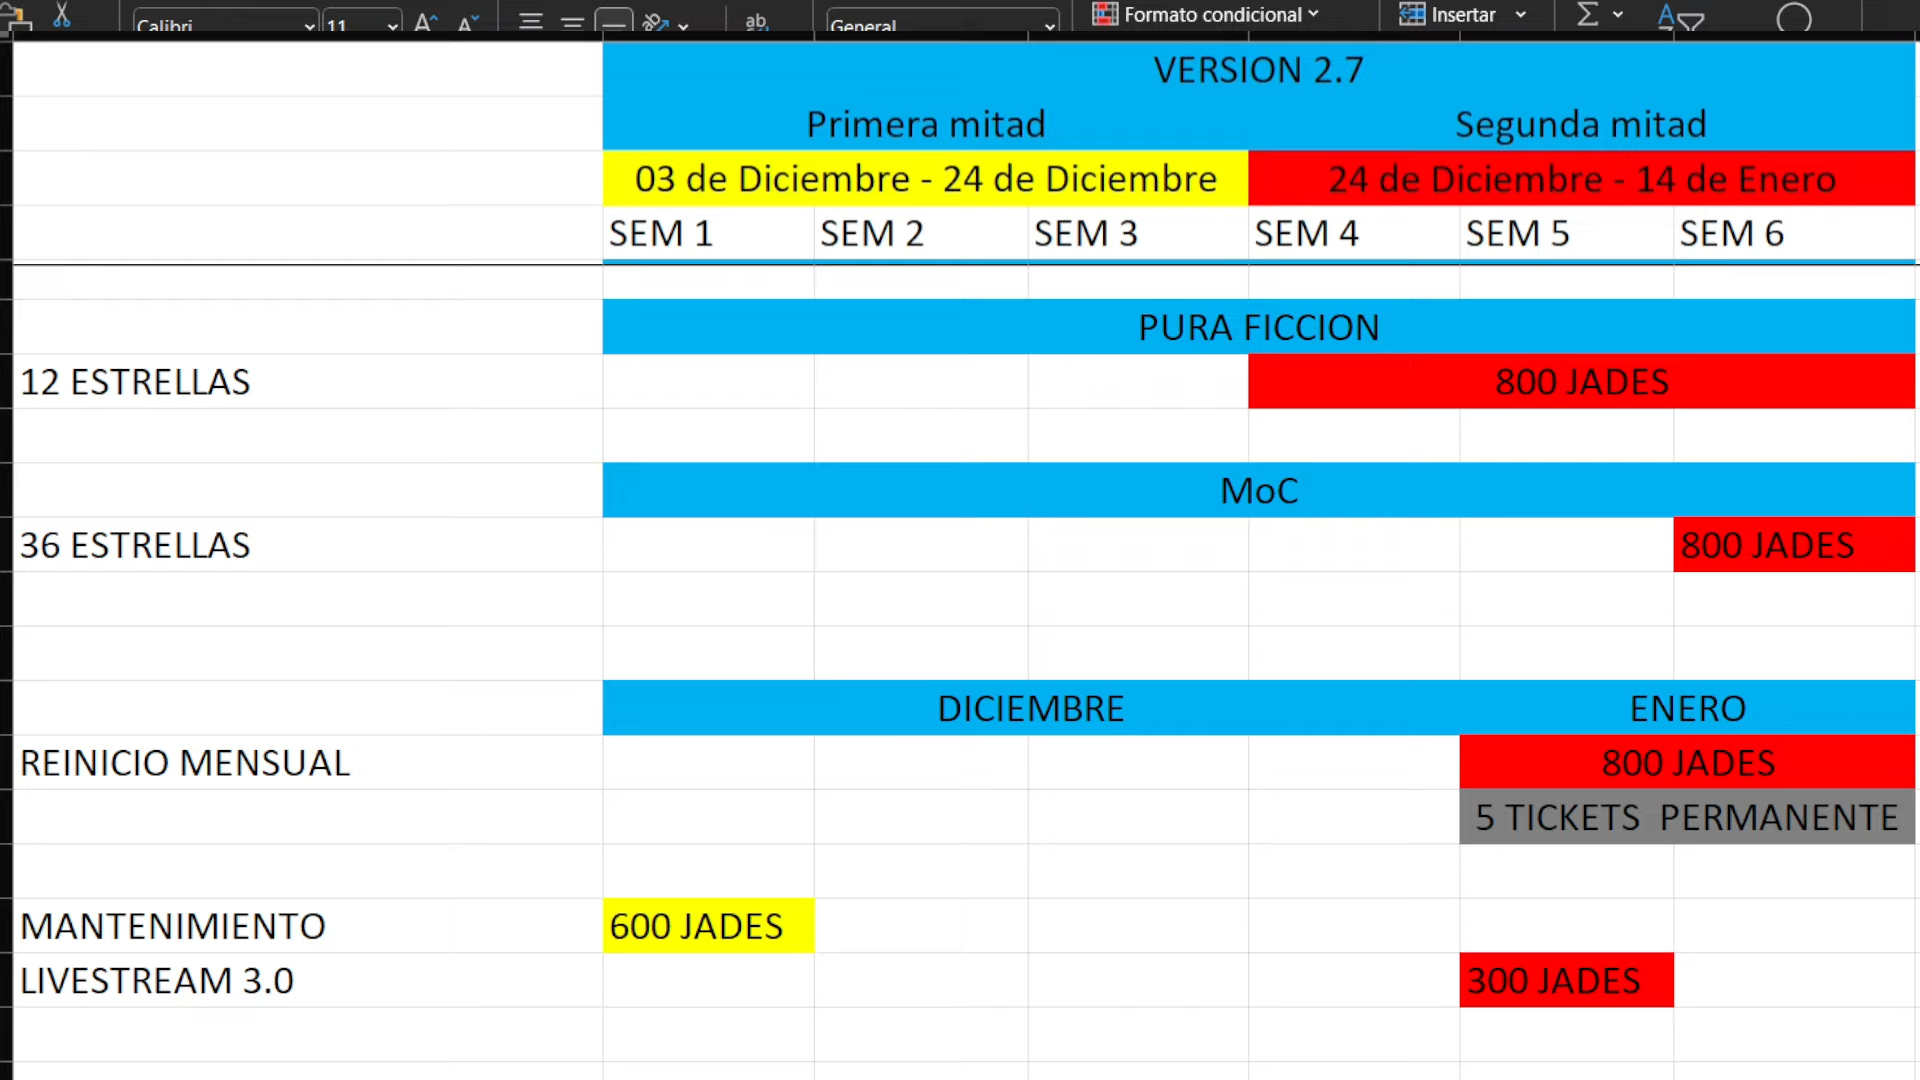 Calibri 11 ab General Formato condicional Insertar
VERSION 2.7
Primera mitad Segunda mitad
03 de Diciembre - 24 de Diciembre 24 de Diciembre - 14 de Enero
SEM 1 SEM 2 SEM 3 SEM 4 SEM 5 SEM 6
PURA FICCION
12 ESTRELLAS 800 JADES
MoC
36 ESTRELLAS 800 JADES
DICIEMBRE ENERO
REINICIO MENSUAL 800 JADES
5 TICKETS PERMANENTE
MANTENIMIENTO 600 JADES
LIVESTREAM 3.0 300 JADES